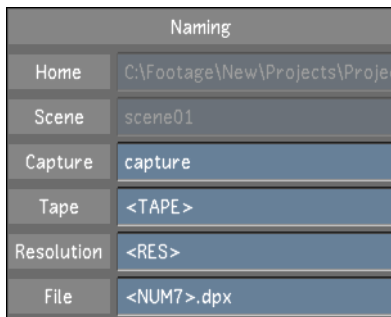 Naming
Home C:\Footage\New\Projects\Proje
Scene scene01
Capture capture
Tape <TAPE>
Resolution <RES>
File <NUM7>.dpx